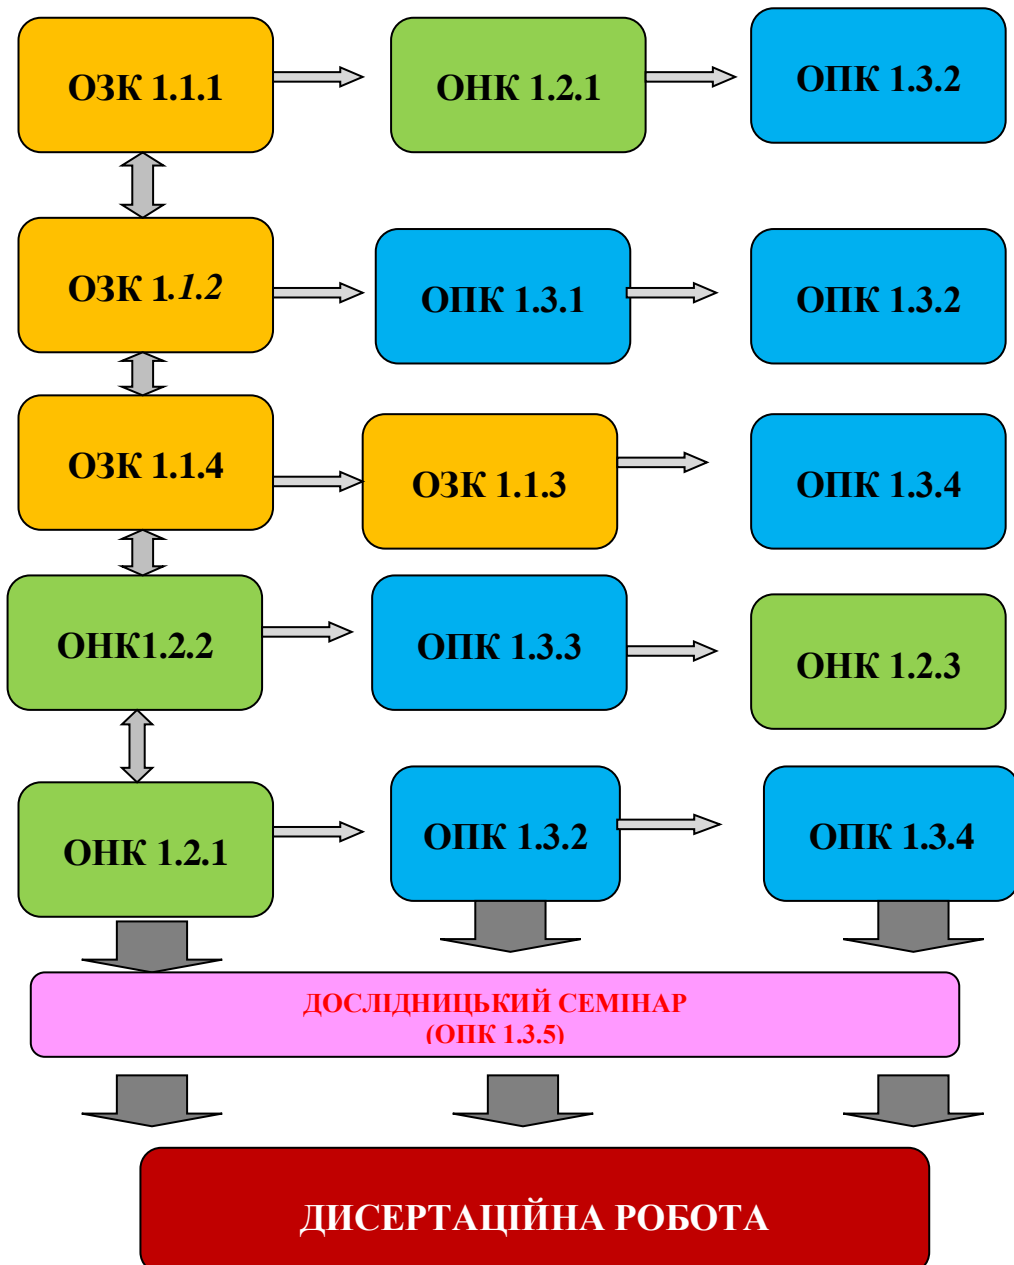 ОЗК 1.1.1
ОНК 1.2.1
ОПК 1.3.2
ОЗК 1.1.2
ОПК 1.3.1
ОПК 1.3.2
ОЗК 1.1.4
ОЗК 1.1.3
ОПК 1.3.4
ОНК1.2.2
ОПК 1.3.3
ОНК 1.2.3
ОНК 1.2.1
ОПК 1.3.2
ОПК 1.3.4
ДОСЛІДНИЦЬКИЙ СЕМІНАР
(ОПК 1.3.5)
ДИСЕРТАЦІЙНА РОБОТА